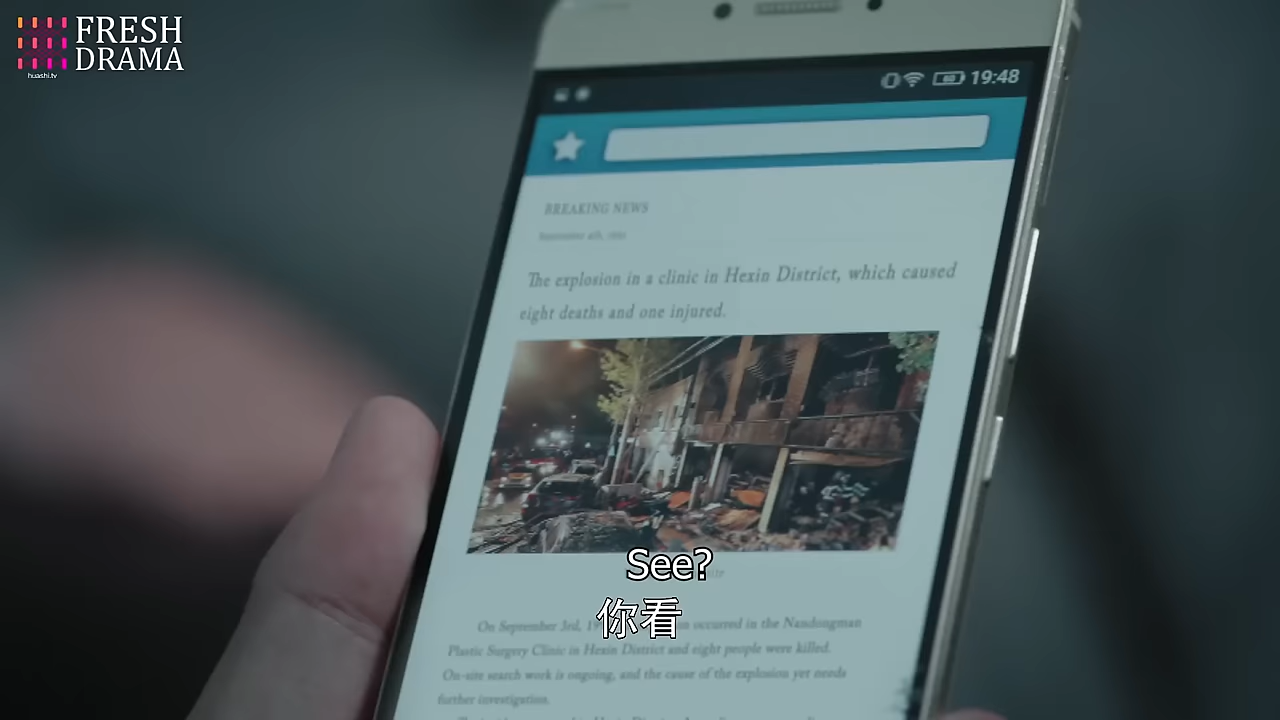 FRESH
DRAMA
huashi.tv
60
19:48
BREAKING NEWS
The explosion in a clinic in Hexin District, which caused
eight deaths and one injured.
See?
你看
On September 3rd, occurred in the Nandongman
Plastic Surgery Clinic in Hexin District and eight people were killed.
On-site search work is ongoing, and the cause of the explosion yet needs
further investigation.